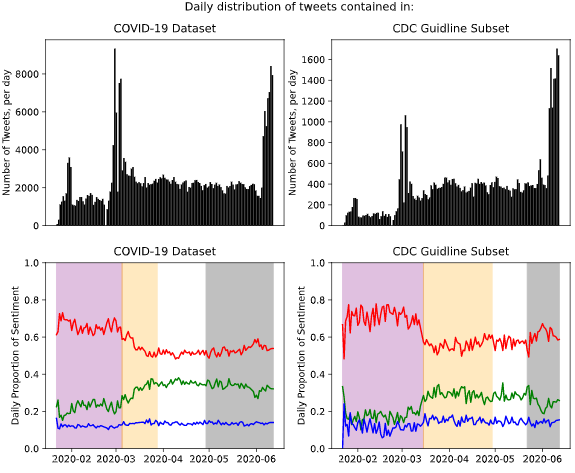 Daily distribution of tweets contained in:
COVID-19 Dataset
CDC Guidline Subset
Number of Tweets, per day
8000
6000
4000
2000
0
Number of Tweets, per day
1600
1400
1200
1000
800
600
400
200
0
COVID-19 Dataset
CDC Guidline Subset
Daily Proportion of Sentiment
1.0
0.8
0.6
0.4
0.2
0.0
2020-02 2020-03 2020-04 2020-05 2020-06
Daily Proportion of Sentiment
1.0
0.8
0.6
0.4
0.2
0.0
2020-02 2020-03 2020-04 2020-05 2020-06